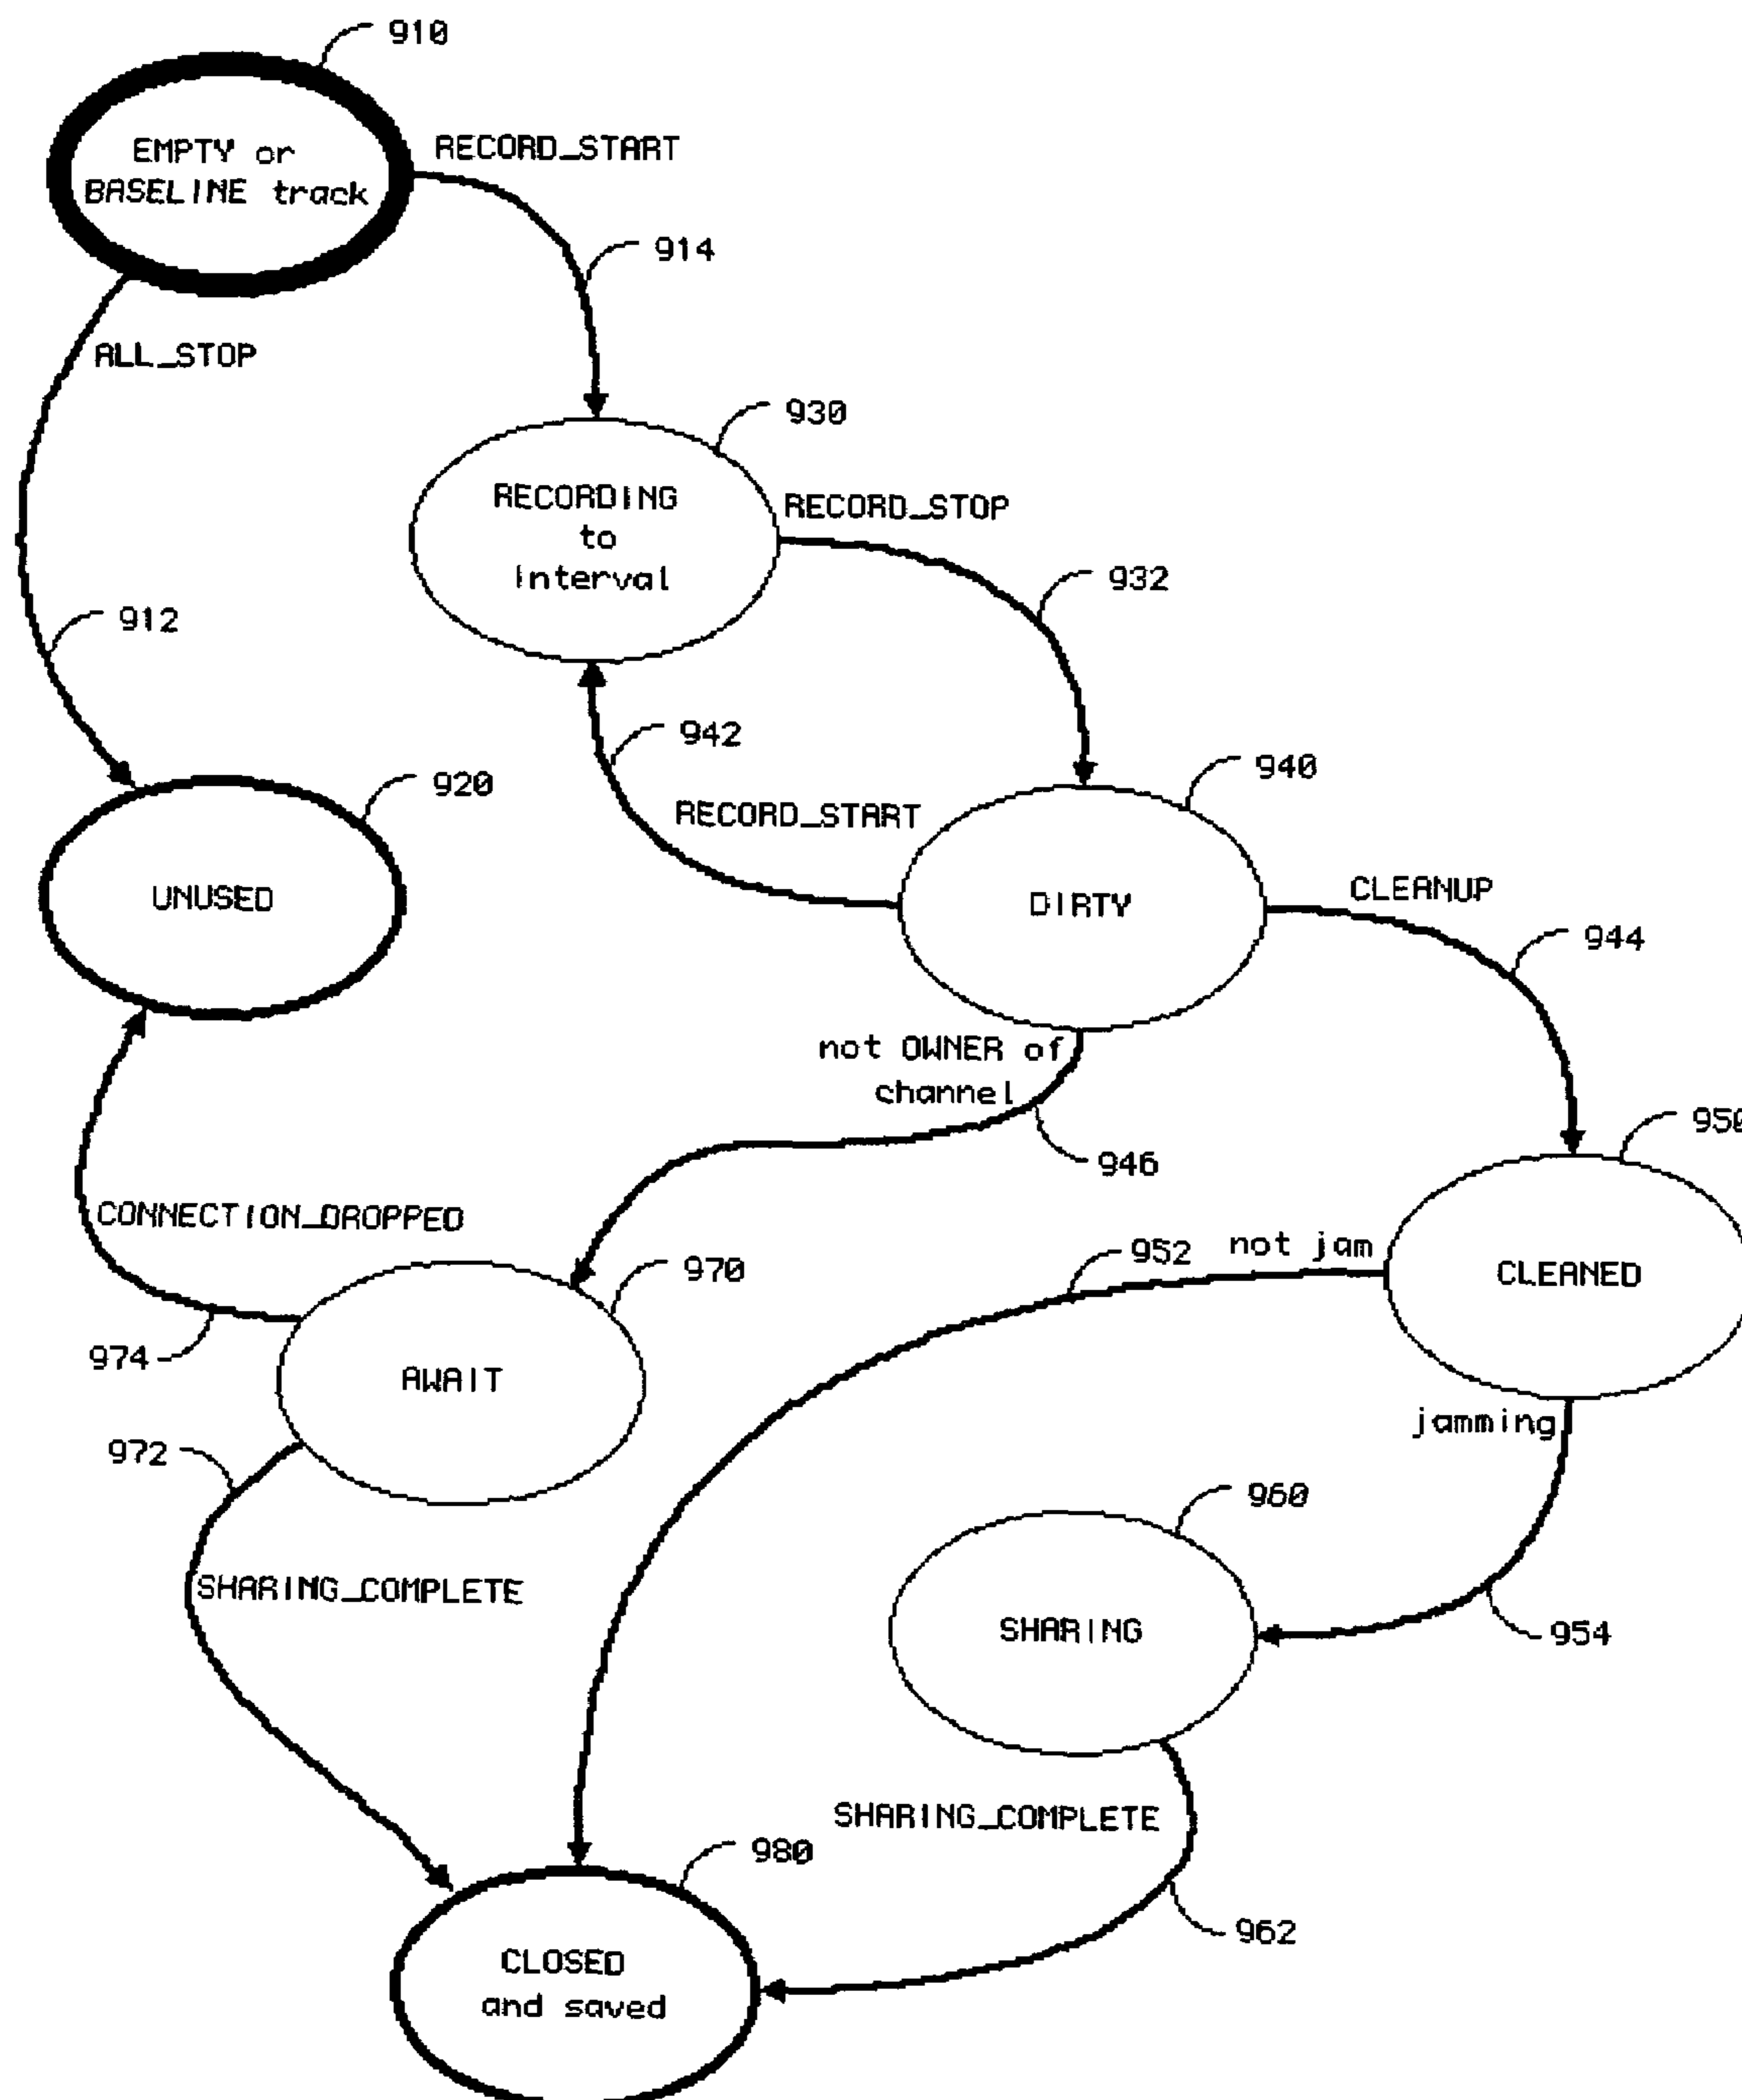 910
EMPTY or
BASELINE track
RECORD_START
914
ALL_STOP
930
RECORDING
to
Interval
RECORD_STOP
932
912
942
940
920
RECORD_START
UNUSED
DIRTY
CLEANUP
944
not OWNER of
channel
950
946
CONNECTION_DROPPED
952
not jam
970
CLEANED
974
AWAIT
jamming
972
960
SHARING_COMPLETE
SHARING
954
SHARING_COMPLETE
980
962
CLOSED
and saved